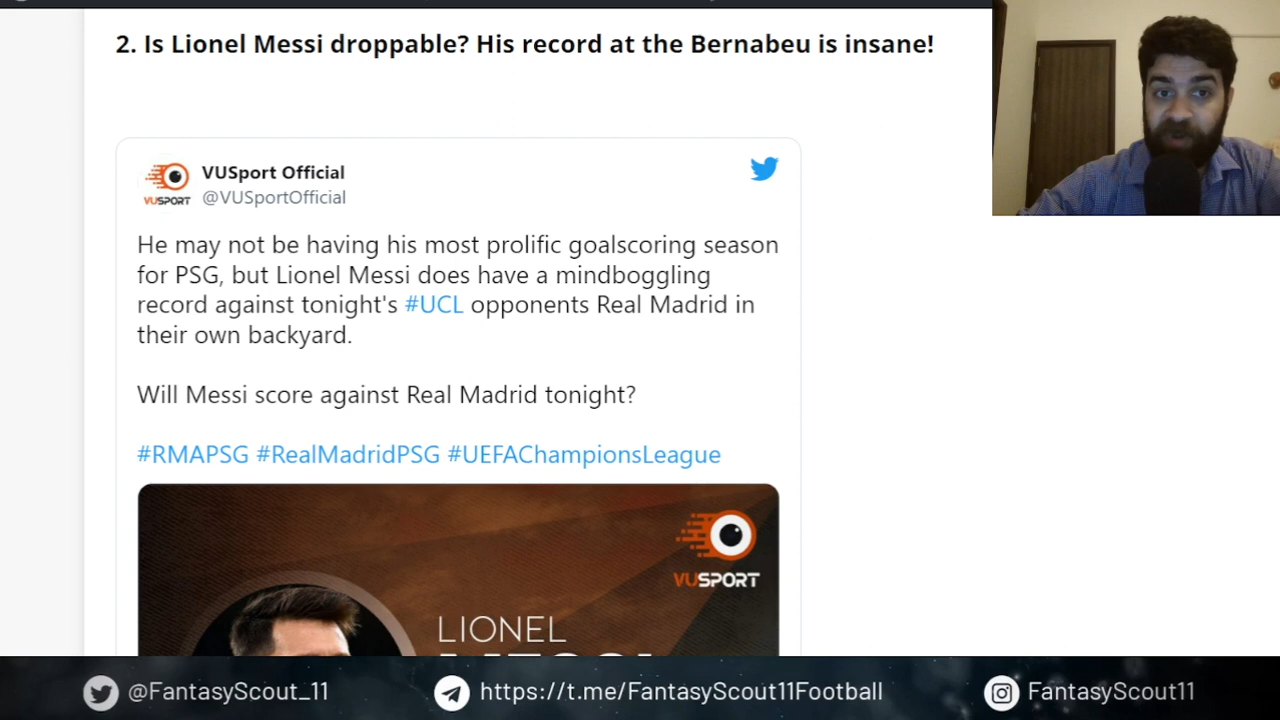 2. Is Lionel Messi droppable? His record at the Bernabeu is insane!
VUSport Official
@VUSportOfficial
VUSPORT
He may not be having his most prolific goalscoring season
for PSG, but Lionel Messi does have a mindboggling
record against tonight's #UCL opponents Real Madrid in
their own backyard.
Will Messi score against Real Madrid tonight?
#RMAPSG #RealMadridPSG #UEFAChampionsLeague
VUSPORT
LIONEL
MESSI
@FantasyScout_11
https://t.me/FantasyScout11Football
FantasyScout11